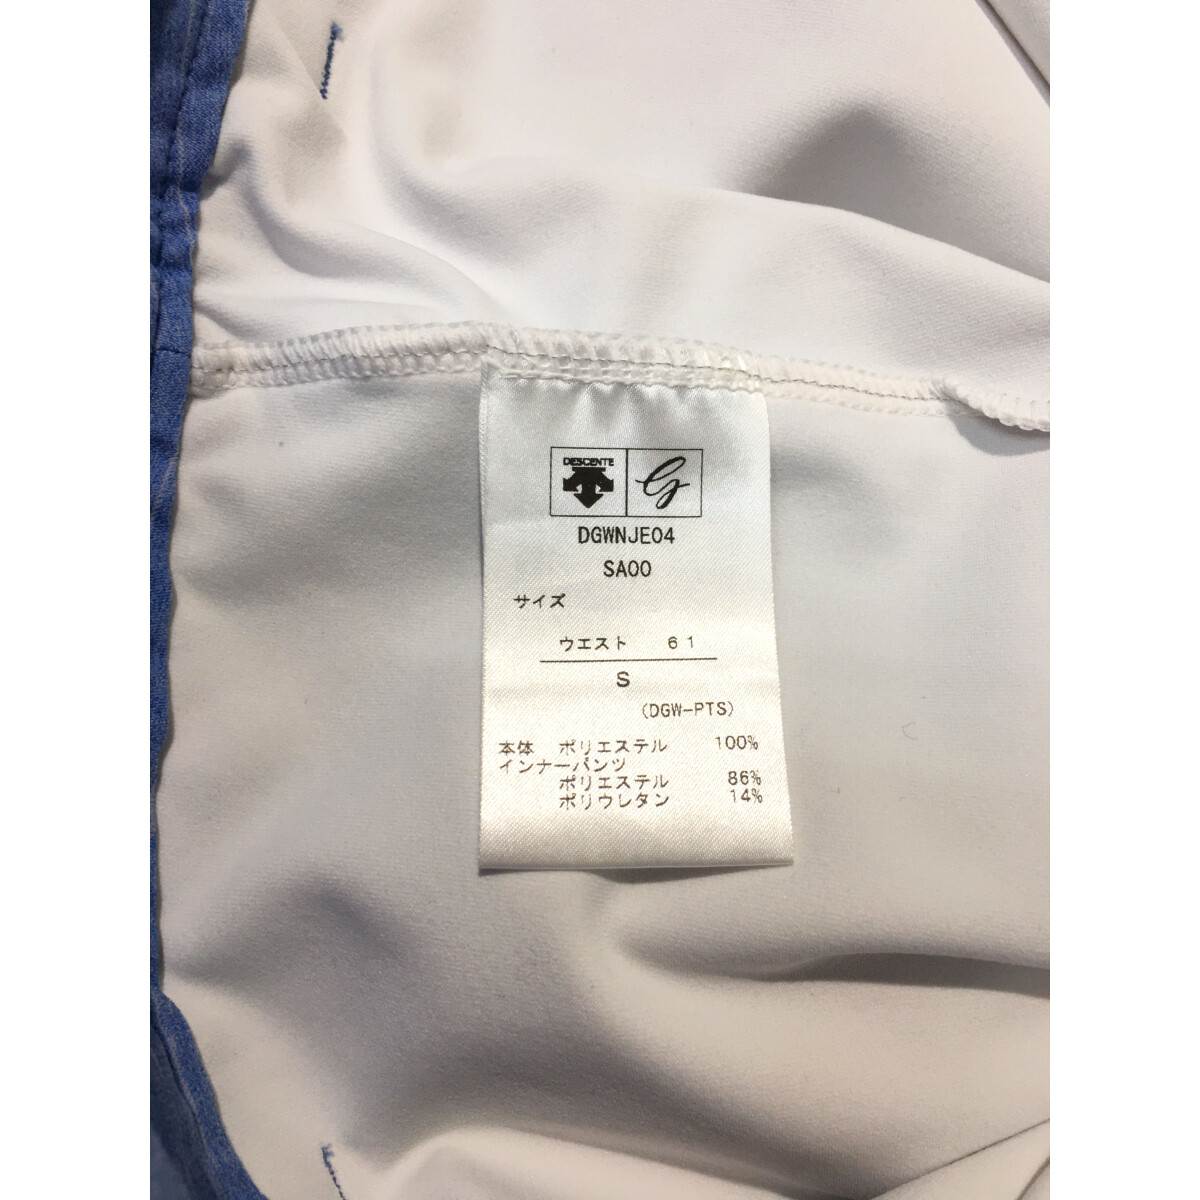 DESCENTE G
DGWNJE04
SA00
サイズ
ウエスト 61
S
(DGW-PTS)
本体 ポリエステル 100%
インナーパンツ
ポリエステル 86%
ポリウレタン 14%